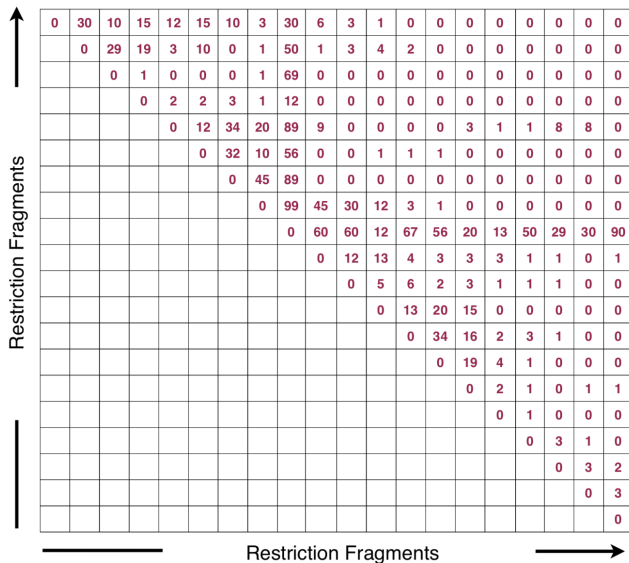 0 30 10 15 12 15 10 3 30 6 3 1 0 0 0 0 0 0 0 0
0 29 19 3 10 0 1 50 1 3 4 2 0 0 0 0 0 0 0
0 1 0 0 0 1 69 0 0 0 0 0 0 0 0 0 0 0
0 2 2 3 1 12 0 0 0 0 0 0 0 0 0 0 0
0 12 34 20 89 9 0 0 0 0 3 1 1 8 8 0
0 32 10 56 0 0 1 1 1 0 0 0 0 0 0
0 45 89 0 0 0 0 0 0 0 0 0 0 0
0 99 45 30 12 3 1 0 0 0 0 0 0
0 60 60 12 67 56 20 13 50 29 30 90
0 12 13 4 3 3 3 1 1 0 1
0 5 6 2 3 1 1 1 0 0
0 13 20 15 0 0 0 0 0
0 34 16 2 3 1 0 0
0 19 4 1 0 0 0
0 2 1 0 1 1
0 1 0 0 0
0 3 1 0
0 3 2
0 3
0
Restriction Fragments
Restriction Fragments